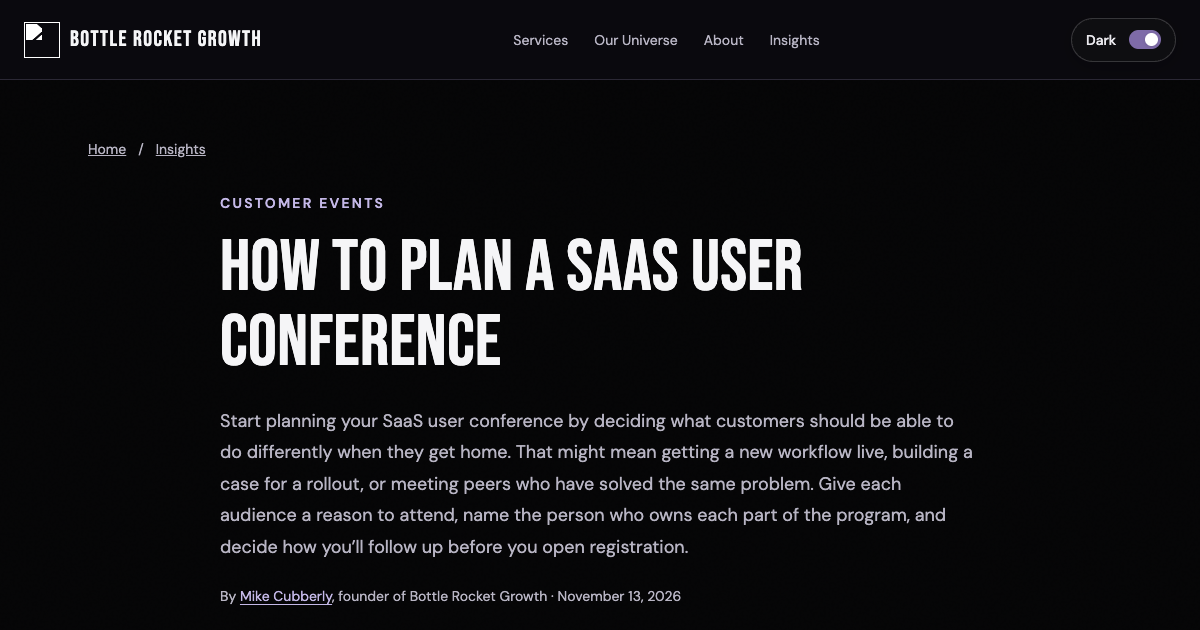 BOTTLE ROCKET GROWTH
Services
Our Universe
About
Insights
Dark
Home / Insights
CUSTOMER EVENTS
HOW TO PLAN A SAAS USER
CONFERENCE
Start planning your SaaS user conference by deciding what customers should be able to
do differently when they get home. That might mean getting a new workflow live, building a
case for a rollout, or meeting peers who have solved the same problem. Give each
audience a reason to attend, name the person who owns each part of the program, and
decide how you’ll follow up before you open registration.
By Mike Cubberly, founder of Bottle Rocket Growth · November 13, 2026